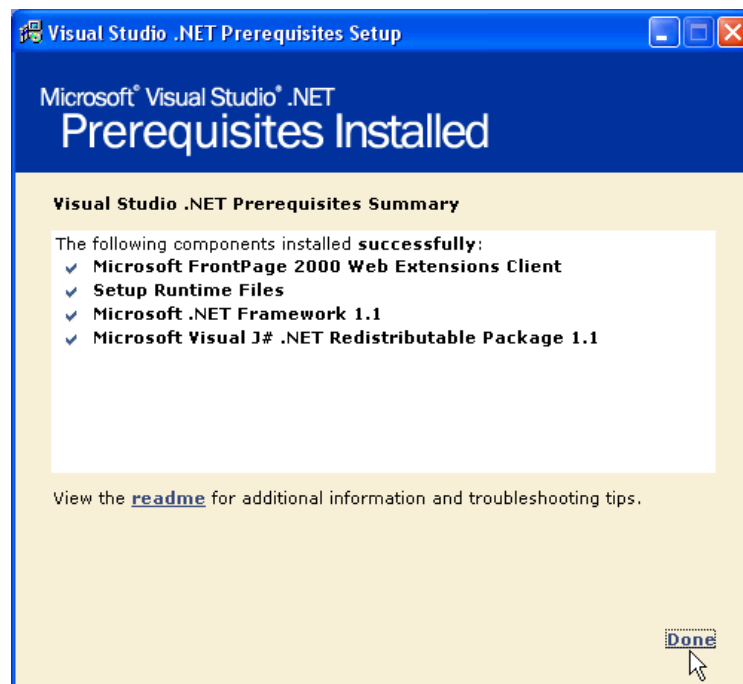 Visual Studio .NET Prerequisites Setup
Microsoft® Visual Studio® .NET
Prerequisites Installed
Visual Studio .NET Prerequisites Summary
The following components installed successfully:
Microsoft FrontPage 2000 Web Extensions Client
Setup Runtime Files
Microsoft .NET Framework 1.1
Microsoft Visual J# .NET Redistributable Package 1.1
View the readme for additional information and troubleshooting tips.
Done